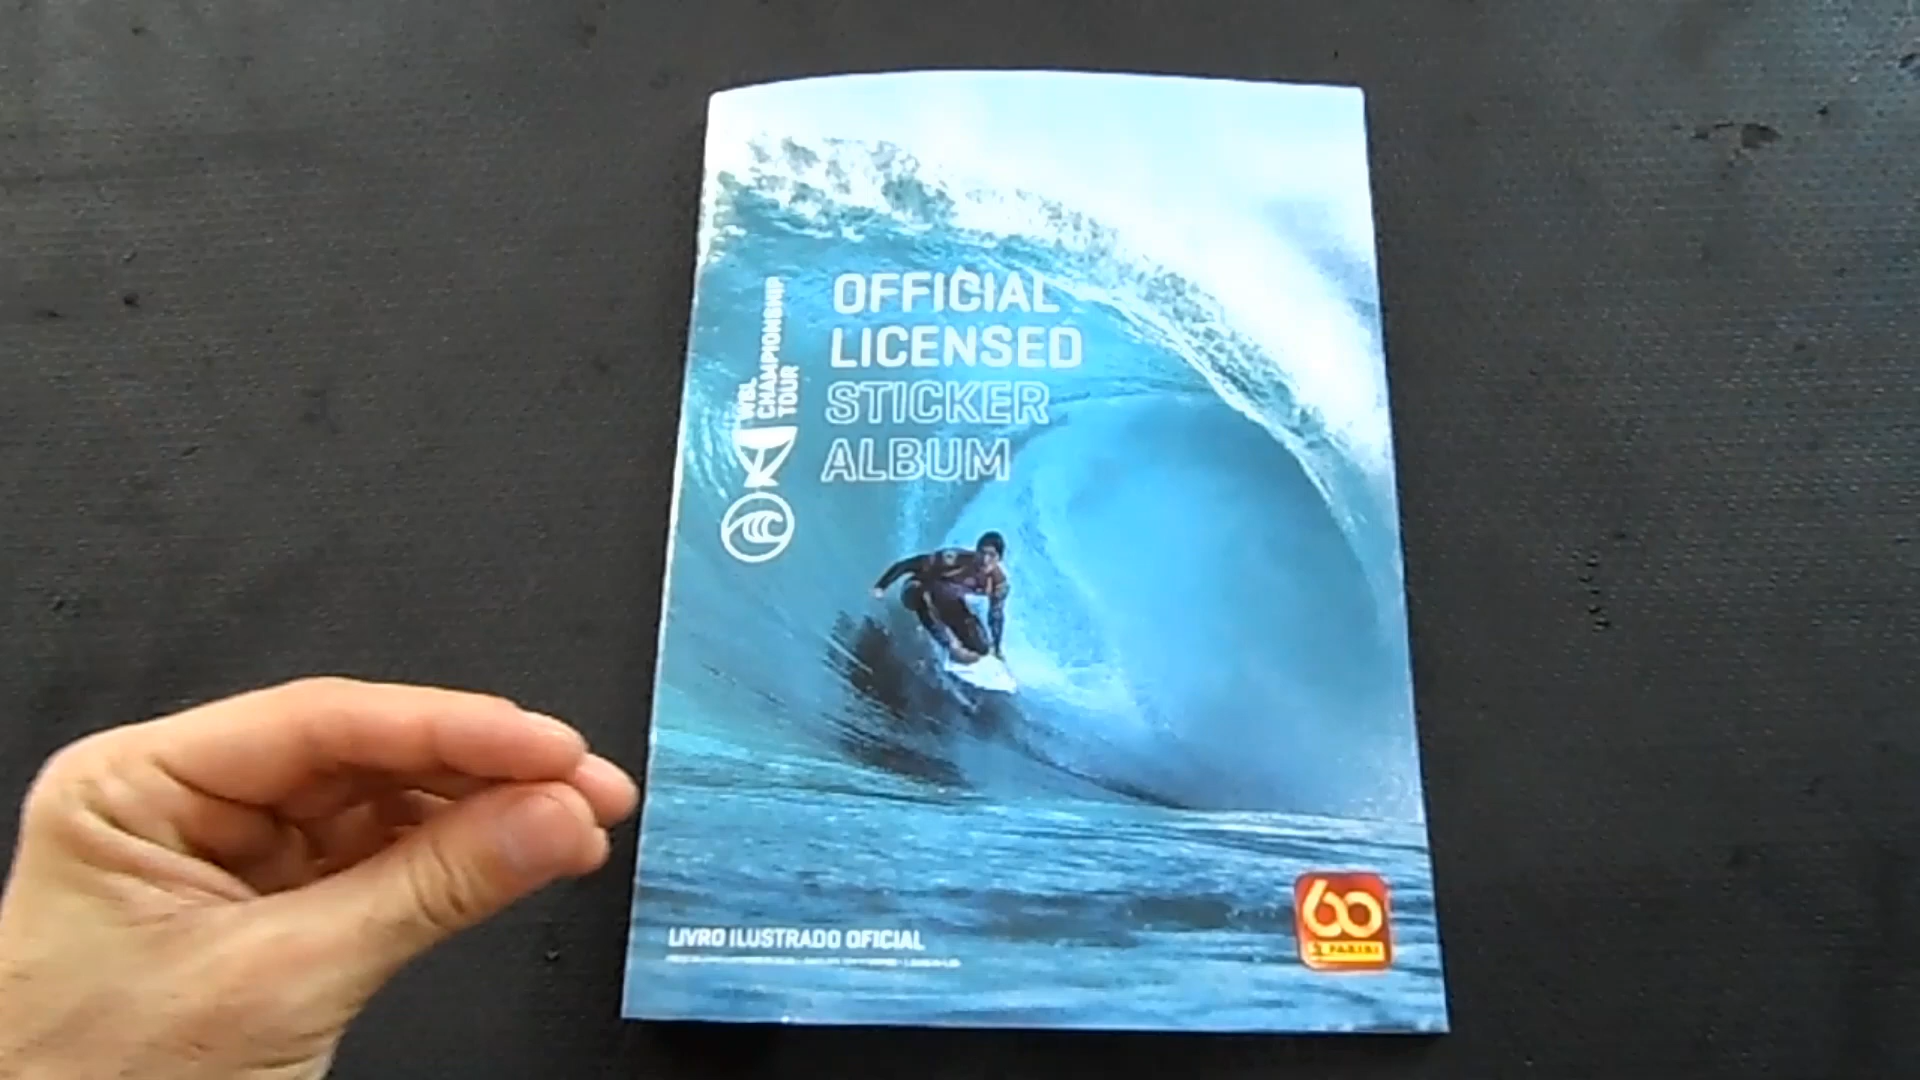 WSL
CHAMPIONSHIP
TOUR
OFFICIAL
LICENSED
STICKER
ALBUM
LIVRO ILUSTRADO OFICIAL
60
PANINI